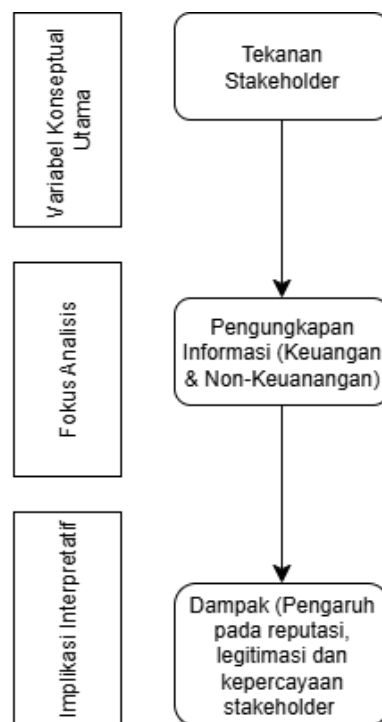 Variabel Konseptual
Utama
Tekanan
Stakeholder
Fokus Analisis
Pengungkapan
Informasi (Keuangan
& Non-Keuanangan)
Implikasi Interpretatif
Dampak (Pengaruh
pada reputasi,
legitimasi dan
kepercayaan
stakeholder